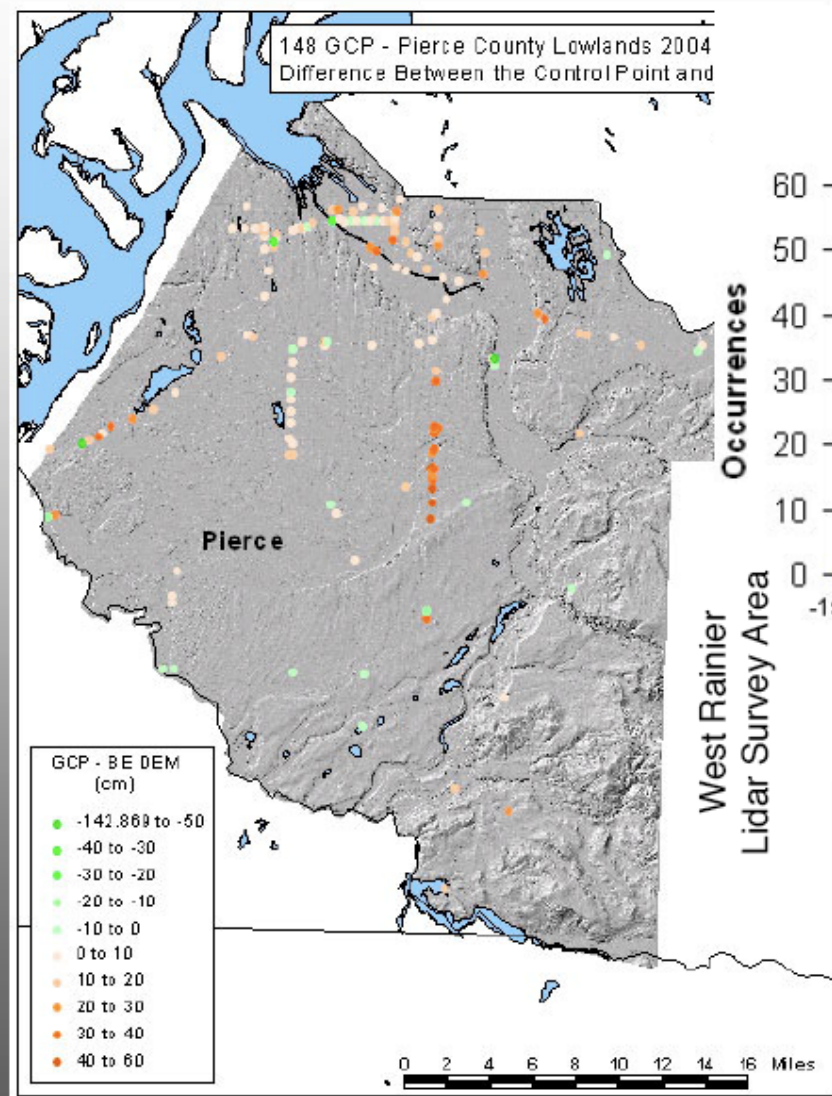 148 GCP - Pierce County Lowlands 2004
Difference Between the Control Point and
60
50
40
30
20
10
0
Occurrences
West Rainier
Lidar Survey Area
Pierce
GCP - BE DEM
(cm)
-142.869 to -50
-40 to -30
-30 to -20
-20 to -10
-10 to 0
0 to 10
10 to 20
20 to 30
30 to 40
40 to 60
0 2 4 6 8 10 12 14 16 Miles